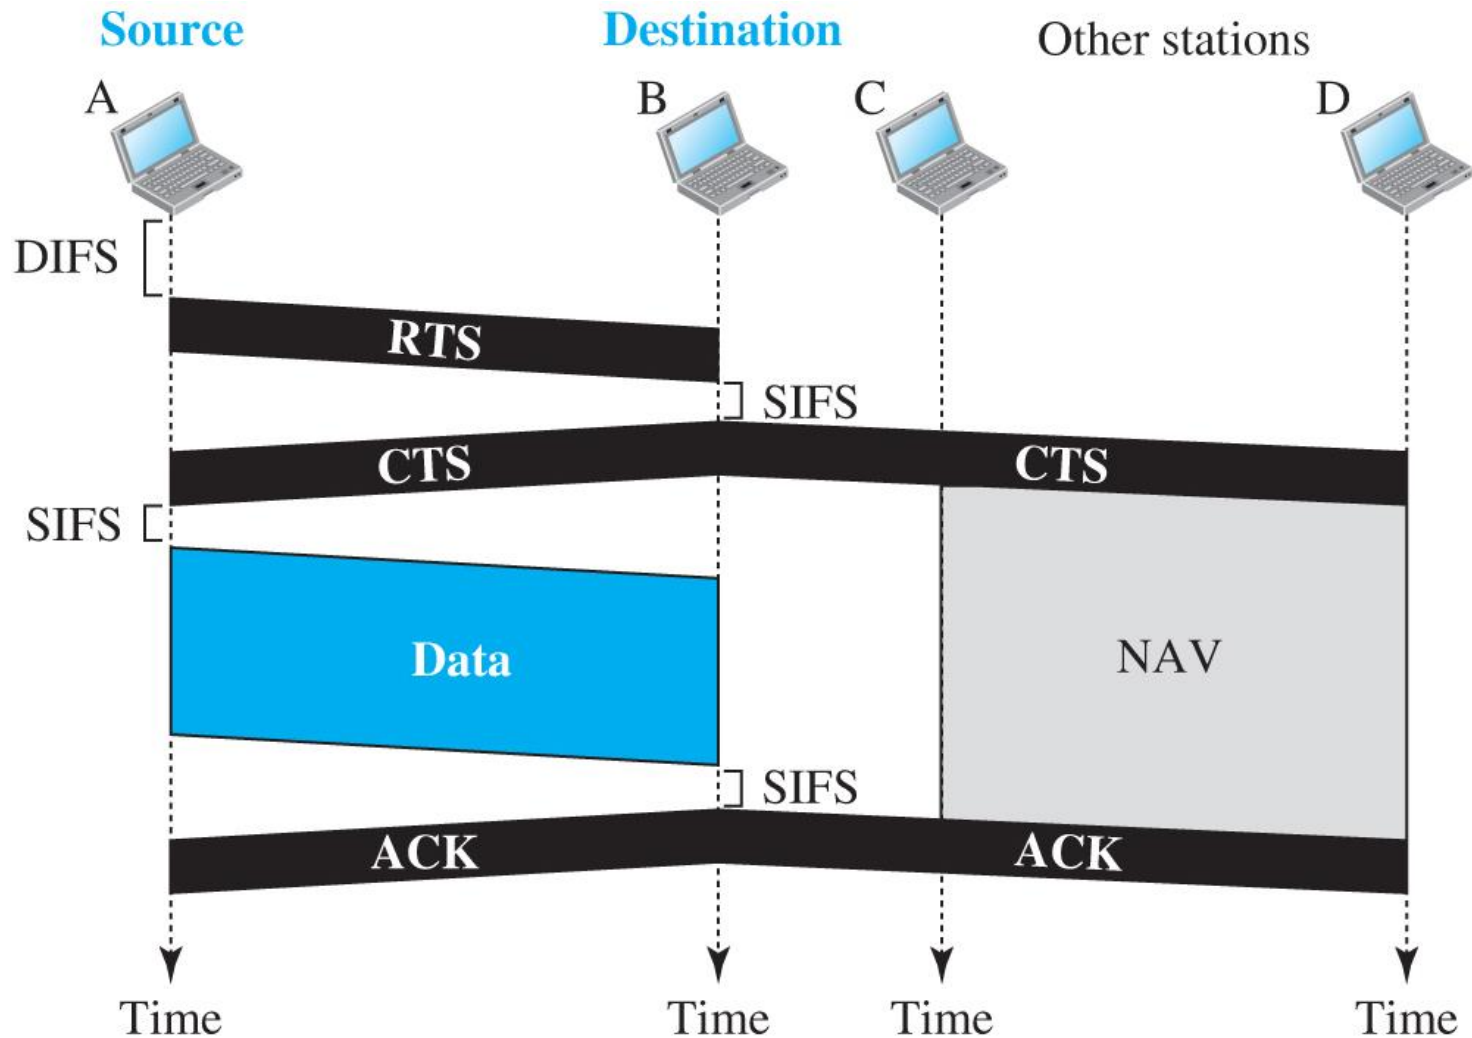 Source
Destination
Other stations
A
B
C
D
DIFS
RTS
SIFS
CTS
CTS
SIFS
Data
NAV
SIFS
ACK
ACK
Time
Time
Time
Time